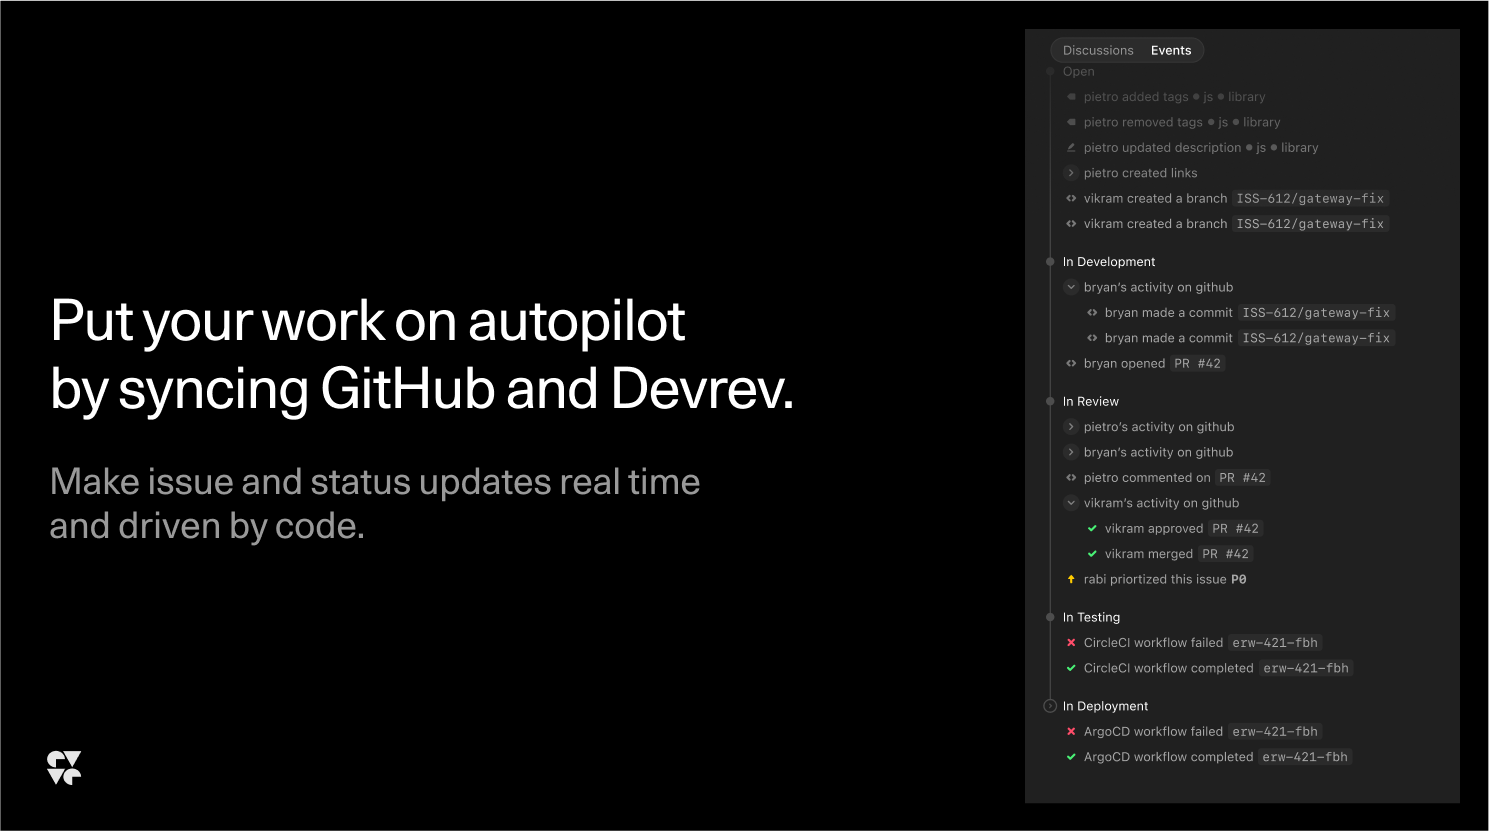 Put your work on autopilot
by syncing GitHub and Devrev.
Make issue and status updates real time
and driven by code.
Discussions Events
Open
pietro added tags ● js ● library
pietro removed tags ● js ● library
pietro updated description ● js ● library
pietro created links
vikram created a branch ISS-612/gateway-fix
vikram created a branch ISS-612/gateway-fix
In Development
bryan's activity on github
bryan made a commit ISS-612/gateway-fix
bryan made a commit ISS-612/gateway-fix
bryan opened PR #42
In Review
pietro's activity on github
bryan's activity on github
pietro commented on PR #42
vikram's activity on github
vikram approved PR #42
vikram merged PR #42
rabi priortized this issue P0
In Testing
CircleCI workflow failed erw-421-fbh
CircleCI workflow completed erw-421-fbh
In Deployment
ArgoCD workflow failed erw-421-fbh
ArgoCD workflow completed erw-421-fbh